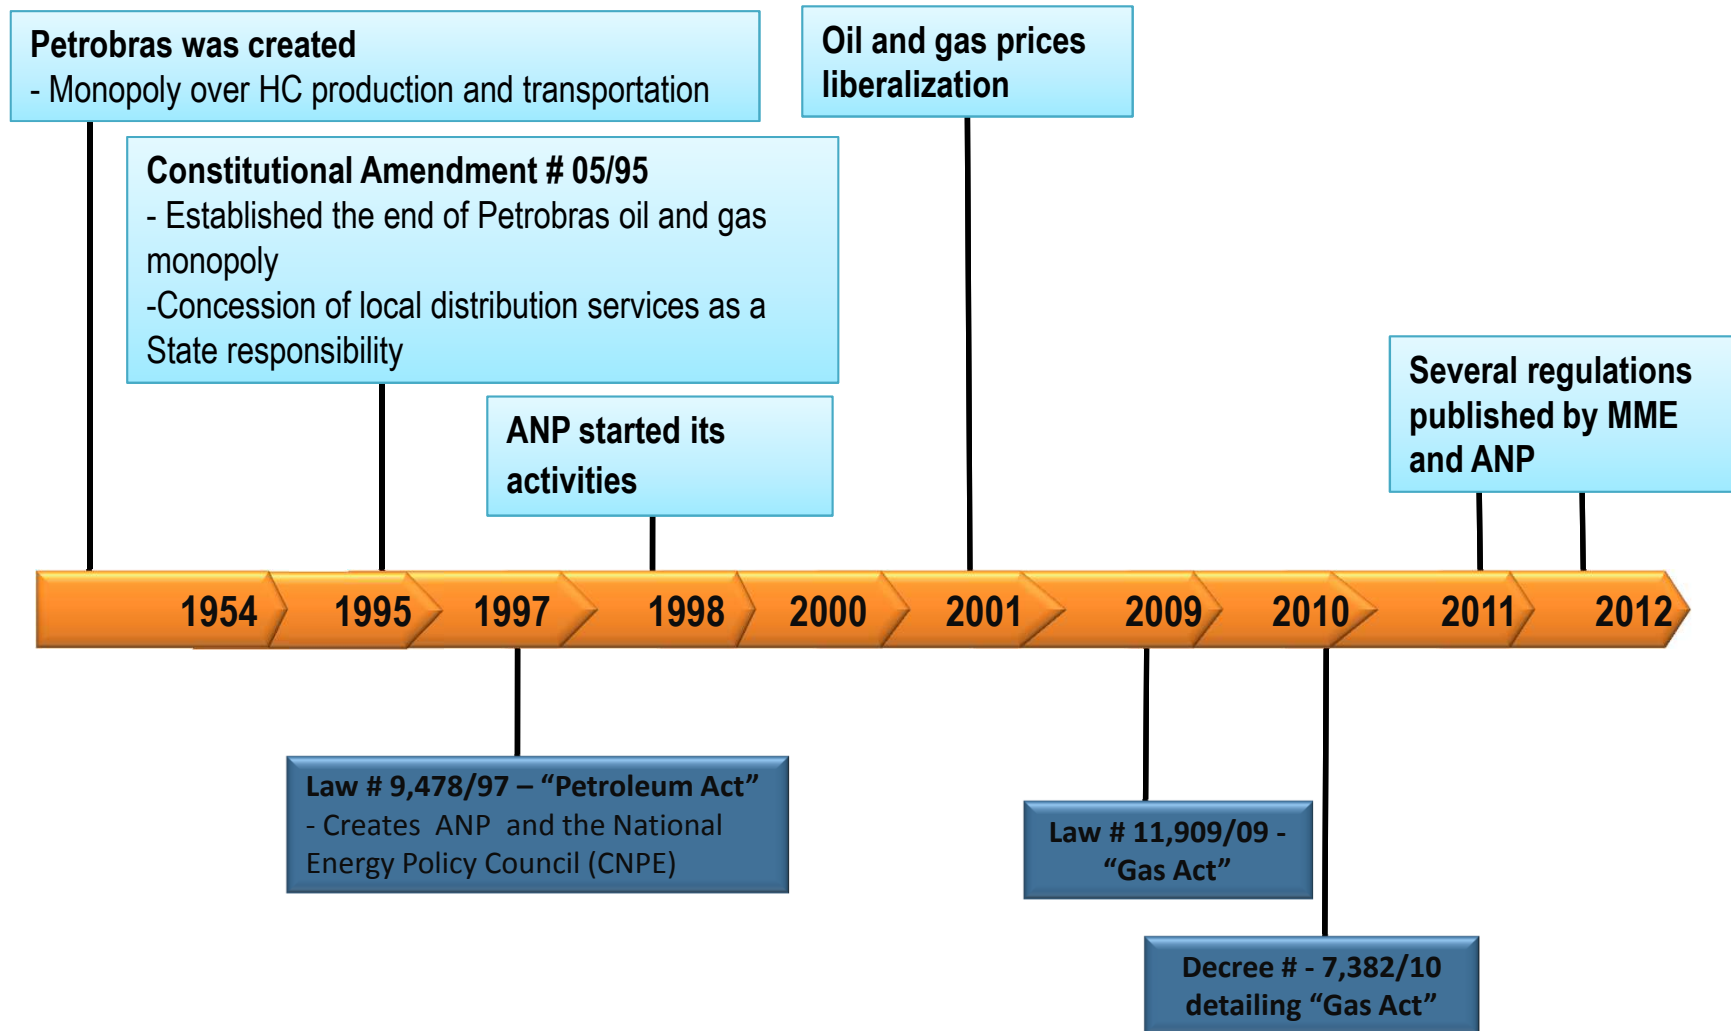 Petrobras was created
- Monopoly over HC production and transportation
Oil and gas prices
liberalization
Constitutional Amendment # 05/95
- Established the end of Petrobras oil and gas
monopoly
-Concession of local distribution services as a
State responsibility
ANP started its
activities
Several regulations
published by MME
and ANP
1954 1995 1997 1998 2000 2001 2009 2010 2011 2012
Law # 9,478/97 – “Petroleum Act”
- Creates ANP and the National
Energy Policy Council (CNPE)
Law # 11,909/09 -
“Gas Act”
Decree # - 7,382/10
detailing “Gas Act”